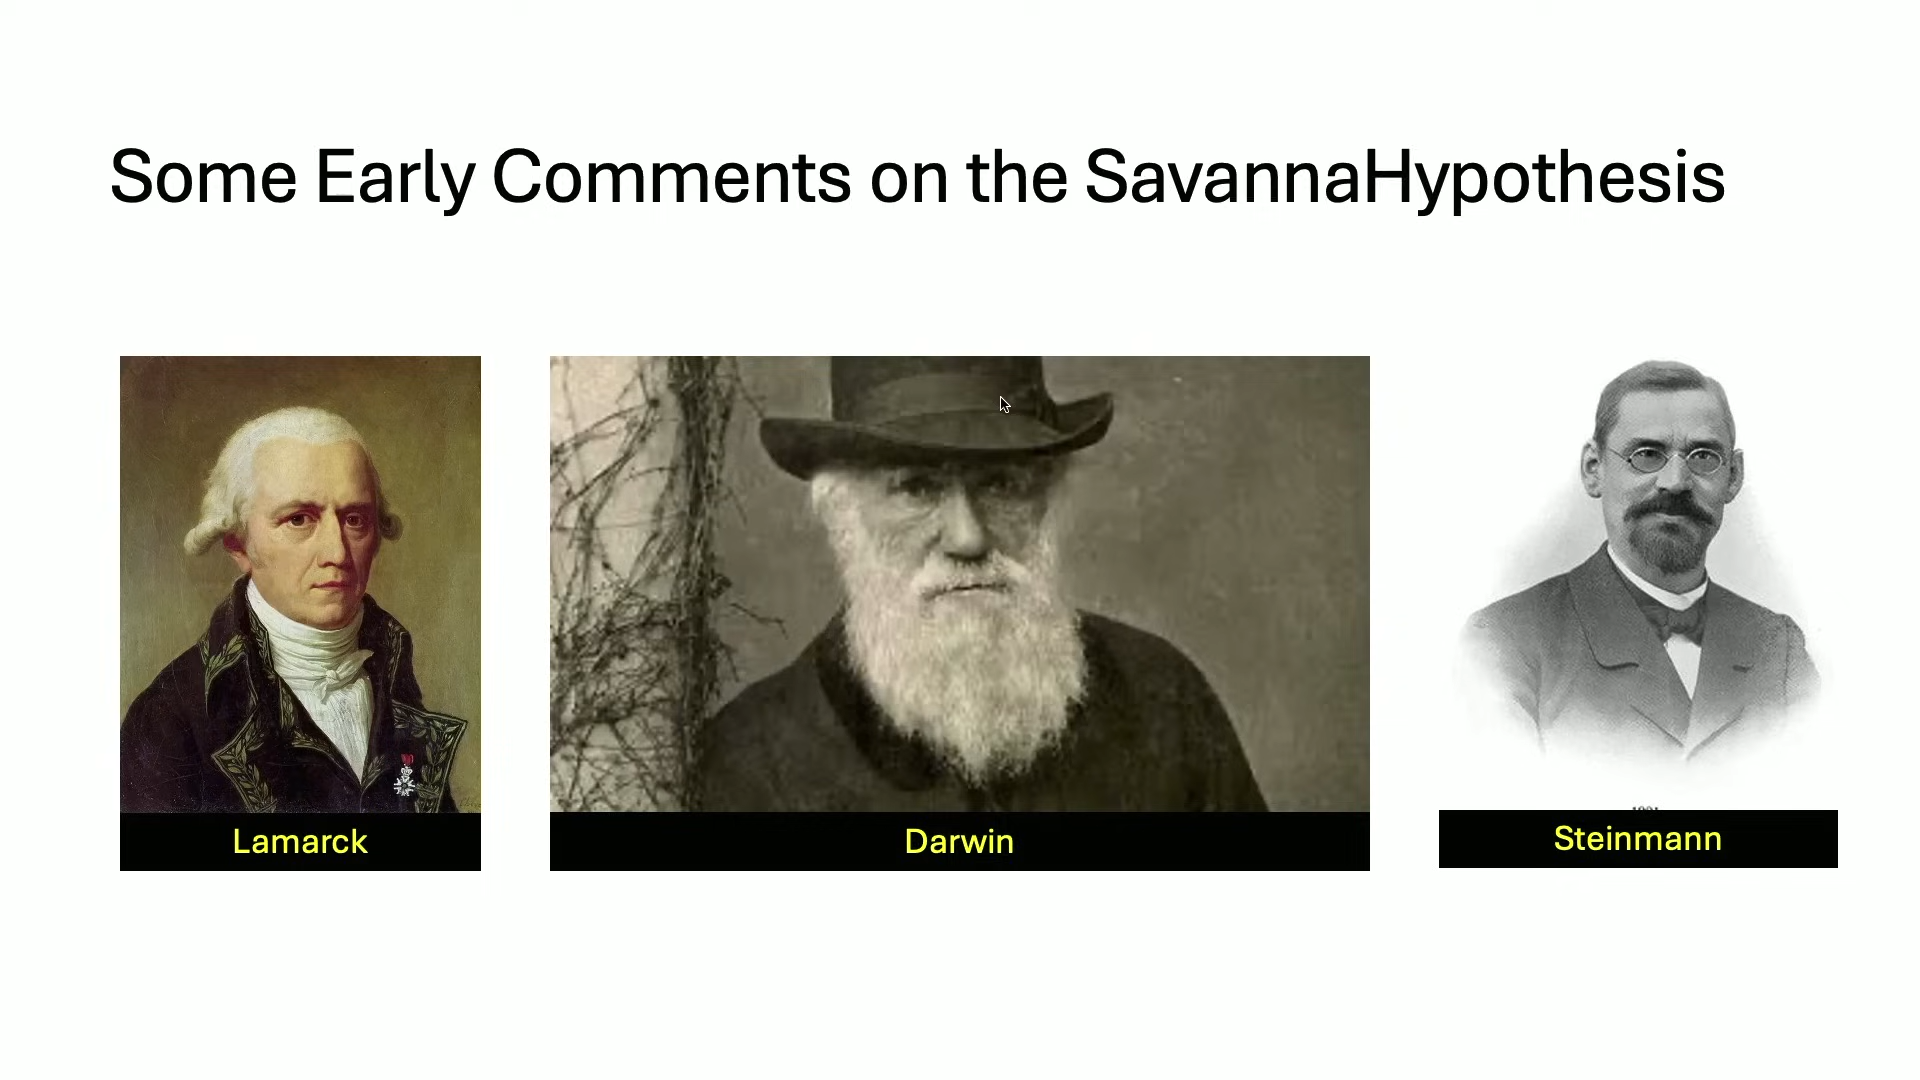 Some Early Comments on the SavannaHypothesis
Lamarck
Darwin
Steinmann